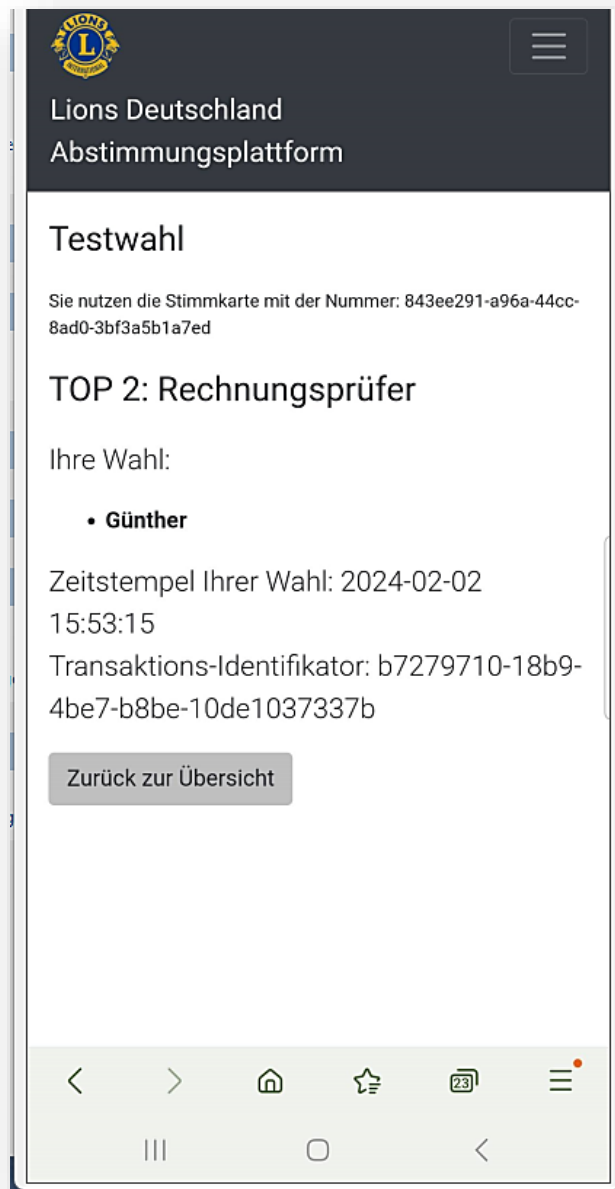 LIONS
L
INTERNATIONAL
Lions Deutschland
Abstimmungsplattform
Testwahl
Sie nutzen die Stimmkarte mit der Nummer: 843ee291-a96a-44cc-
8ad0-3bf3a5b1a7ed
TOP 2: Rechnungsprüfer
Ihre Wahl:
• Günther
Zeitstempel Ihrer Wahl: 2024-02-02
15:53:15
Transaktions-Identifikator: b7279710-18b9-
4be7-b8be-10de1037337b
Zurück zur Übersicht
23